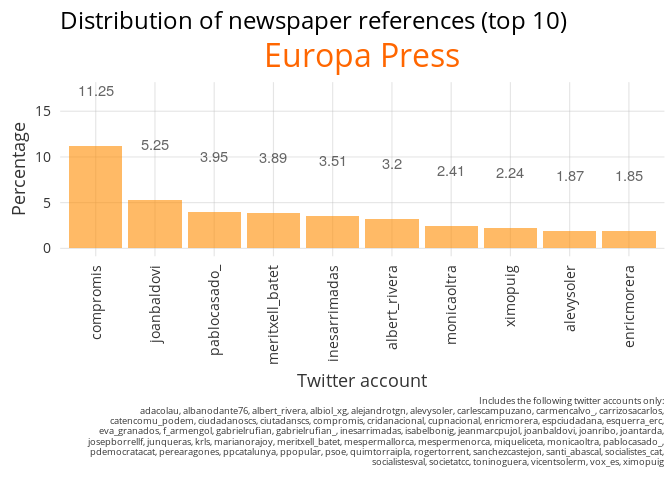 Distribution of newspaper references (top 10)
Europa Press
Percentage
15
10
5
0
11.25
5.25
3.95
3.89
3.51
3.2
2.41
2.24
1.87
1.85
compromis
joanbaldovi
pablocasado_
meritxell_batet
inesarrimadas
albert_rivera
monicaoltra
ximopuig
alevysoler
enricmorera
Twitter account
Includes the following twitter accounts only:
adacolau, albanodante76, albert_rivera, albiol_xg, alejandrotgn, alevysoler, carlescampuzano, carmencalvo_, carrizosacarlos,
catencomu_podem, ciudadanoscs, ciutadanscs, compromis, cridanacional, cupnacional, enricmorera, espciudadana, esquerra_erc,
eva_granados, f_armengol, gabrielrufian, gabrielrufian_, inesarrimadas, isabelbonig, jeanmarcpujol, joanbaldovi, joanribo, joantarda,
josepborrellf, junqueras, krls, marianorajoy, meritxell_batet, mespermallorca, mespermenorca, miqueliceta, monicaoltra, pablocasado_,
pdemocratacat, perearagones, ppcatalunya, ppopular, psoe, quimtorraipla, rogertorrent, sanchezcastejon, santi_abascal, socialistes_cat,
socialistesval, societatcc, toninoguera, vicentsolerm, vox_es, ximopuig